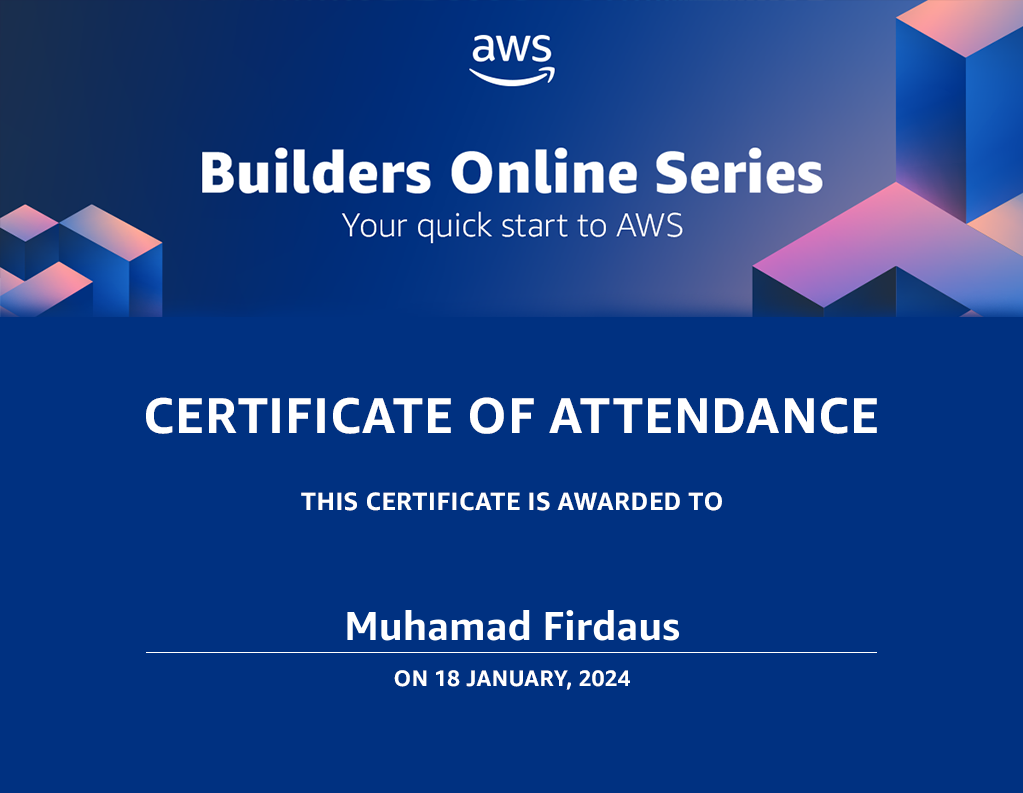 aws
Builders Online Series
Your quick start to AWS
CERTIFICATE OF ATTENDANCE
THIS CERTIFICATE IS AWARDED TO
Muhamad Firdaus
ON 18 JANUARY, 2024